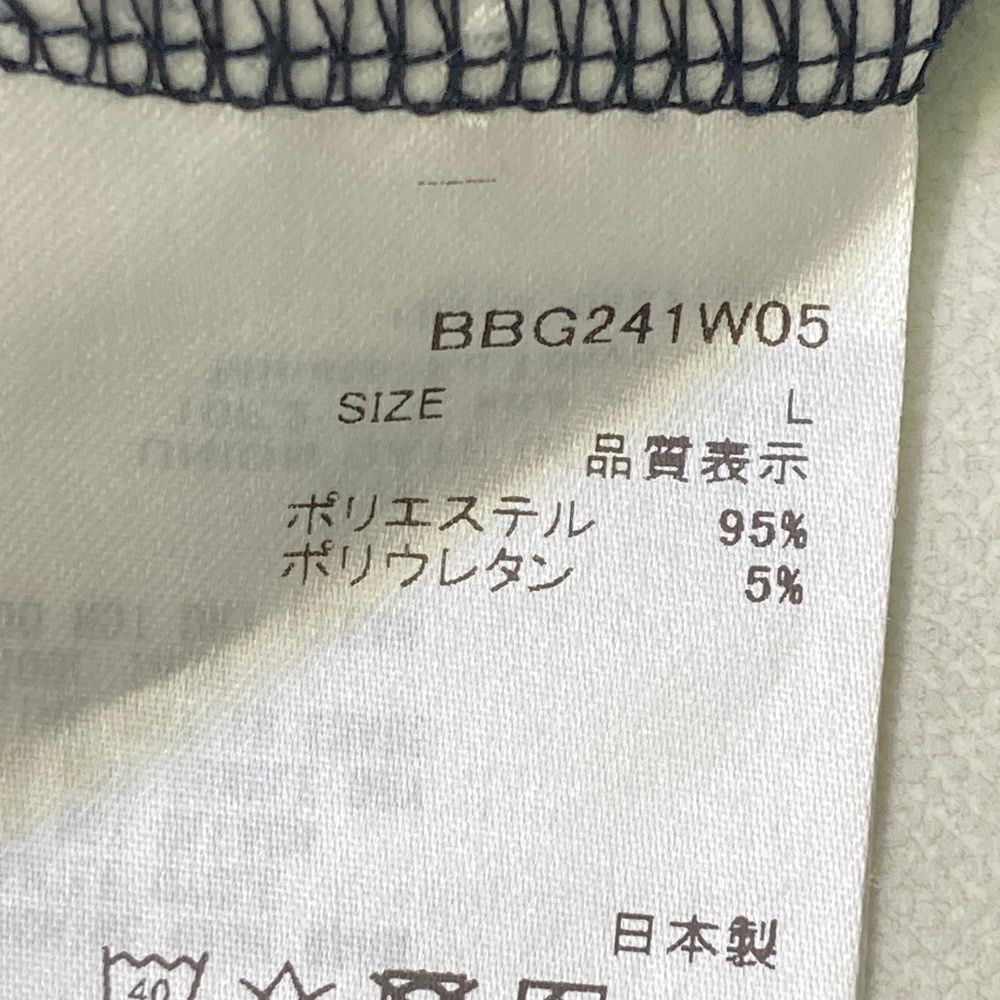 BBG241W05
SIZE L
品質表示
ポリエステル 95%
ポリウレタン 5%
日本製
40